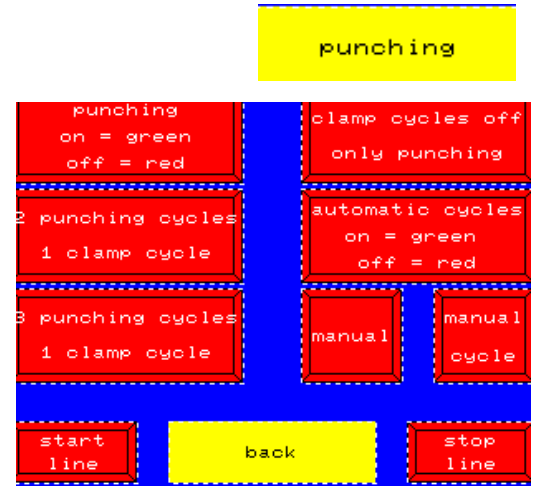 punching
punching
on = green
off = red
clamp cycles off
only punching
2 punching cycles
1 clamp cycle
automatic cycles
on = green
off = red
3 punching cycles
1 clamp cycle
manual
manual
cycle
start
line
back
stop
line